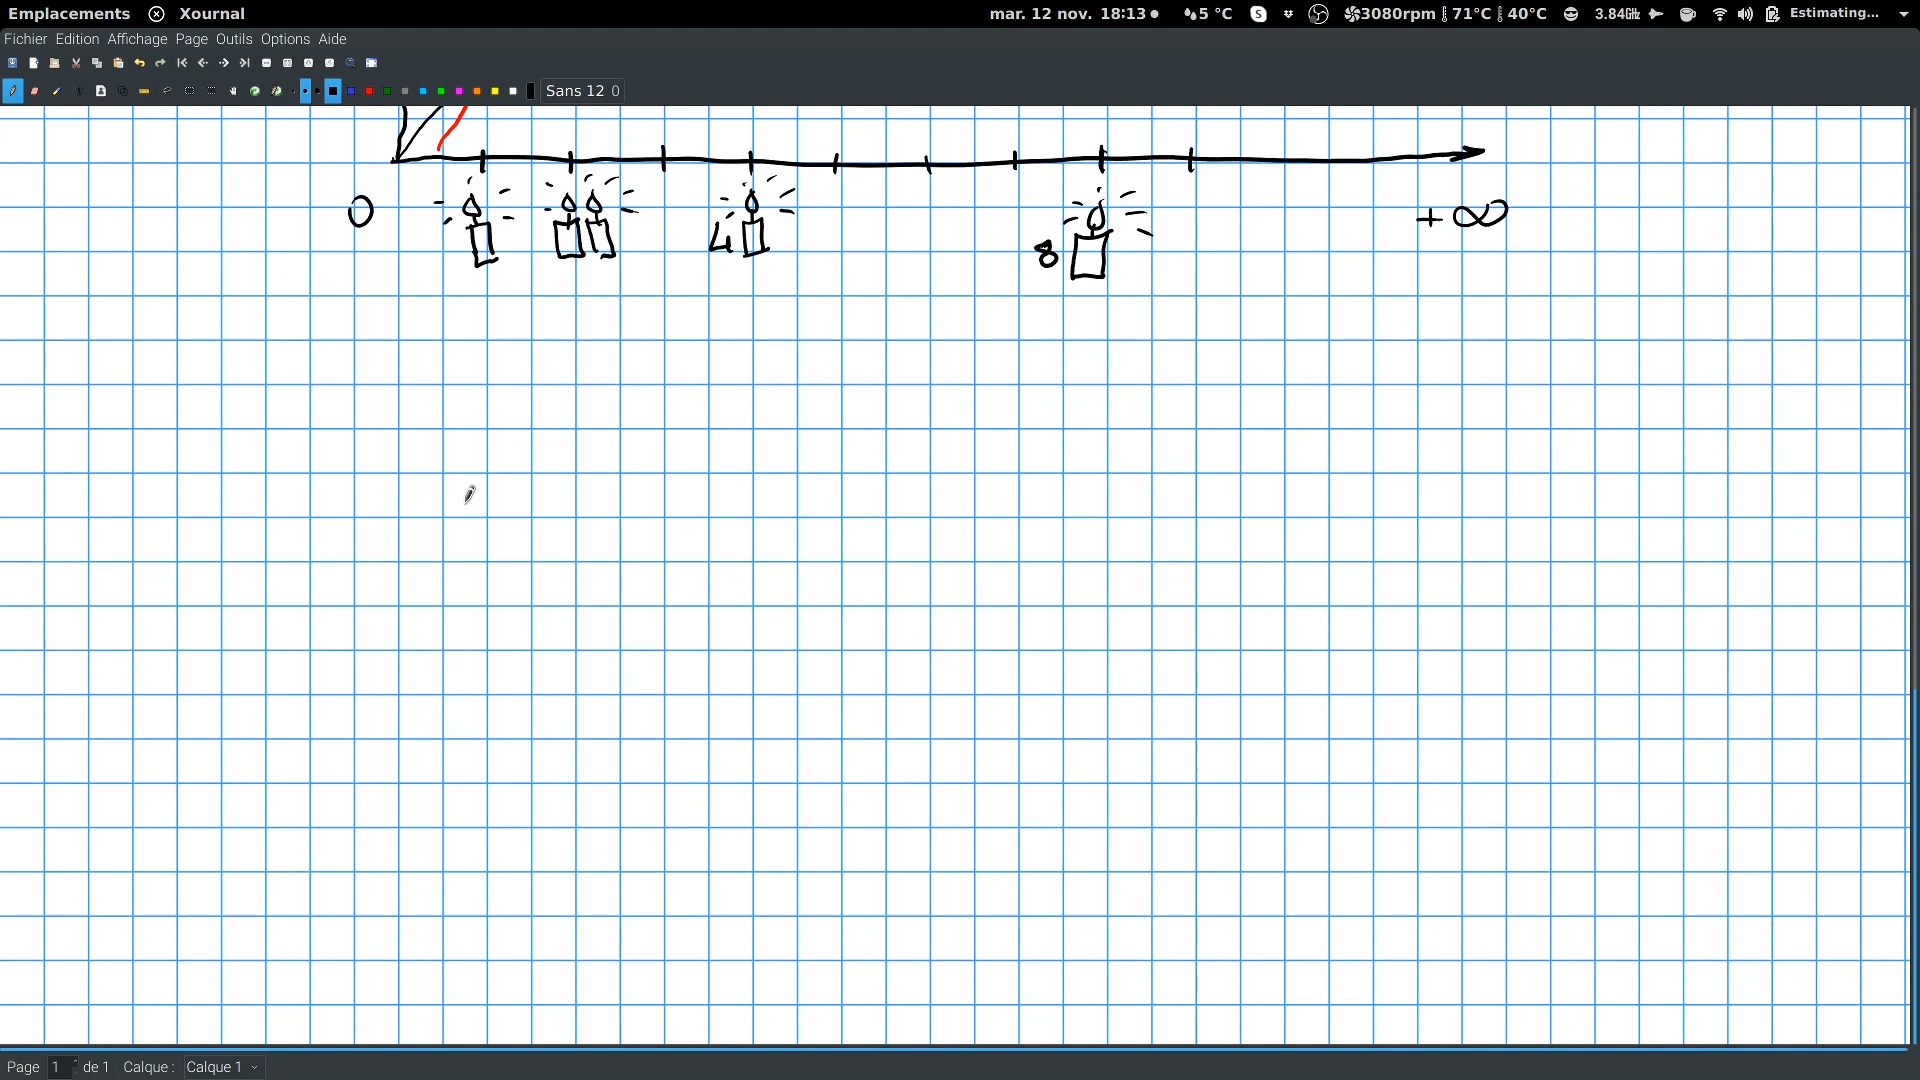 Emplacements Xournal mar. 12 nov. 18:13 5 °C 3080rpm 71°C 40°C 3.84GHz Estimating...
Fichier Edition Affichage Page Outils Options Aide
Sans 12 0
0 4 8 + ∞
Page 1 de 1 Calque : Calque 1